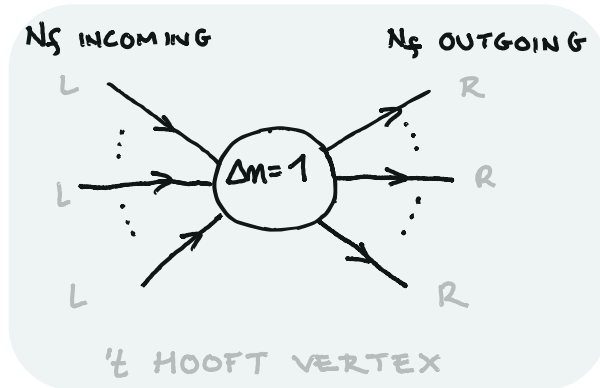 Nf INCOMING
Nf OUTGOING
L
R
Δn=1
L
R
L
R
't HOOFT VERTEX